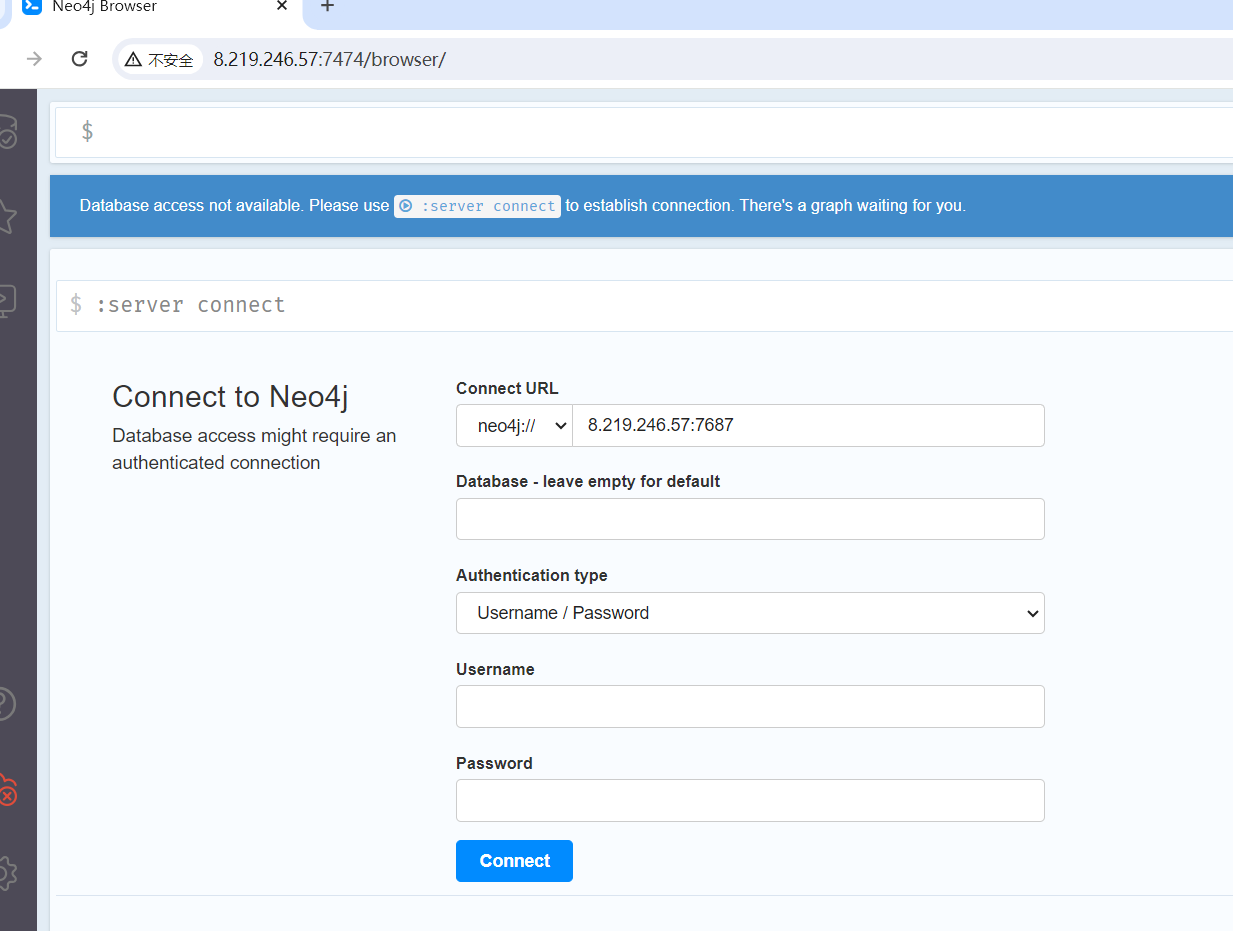 Neo4j Browser
不安全 8.219.246.57:7474/browser/
$
Database access not available. Please use :server connect to establish connection. There's a graph waiting for you.
$ :server connect
Connect to Neo4j
Database access might require an
authenticated connection
Connect URL
neo4j:// 8.219.246.57:7687
Database - leave empty for default
Authentication type
Username / Password
Username
Password
Connect